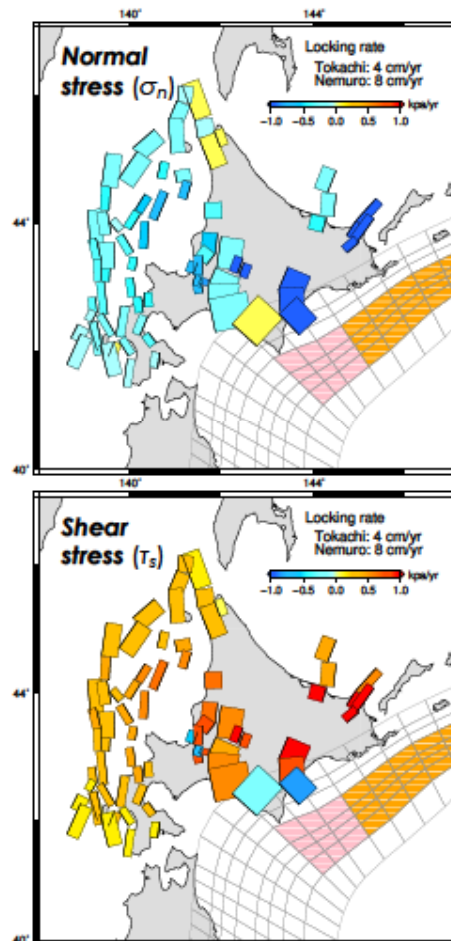 140° 144°
Normal
stress (σn)
Locking rate
Tokachi: 4 cm/yr
Nemuro: 8 cm/yr
kpa/yr
-1.0 -0.5 0.0 0.5 1.0
44°
40°
140° 144°
Shear
stress (τs)
Locking rate
Tokachi: 4 cm/yr
Nemuro: 8 cm/yr
kpa/yr
-1.0 -0.5 0.0 0.5 1.0
44°
40°